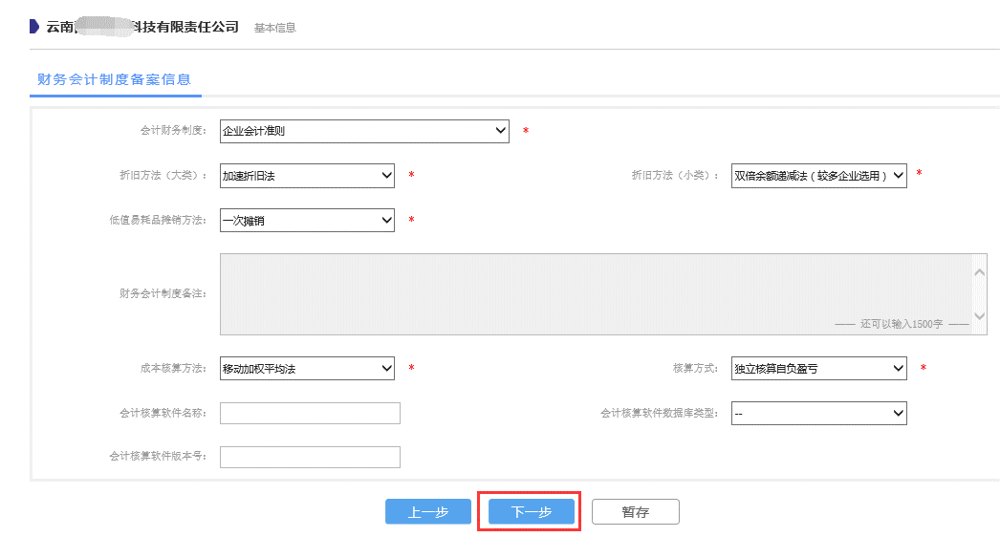 云南 科技有限责任公司 基本信息
财务会计制度备案信息
会计财务制度： 企业会计准则 *
折旧方法（大类）： 加速折旧法 * 折旧方法（小类）： 双倍余额递减法（较多企业选用） *
低值易耗品摊销方法： 一次摊销 *
财务会计制度备注：
—— 还可以输入1500字 ——
成本核算方法： 移动加权平均法 * 核算方式： 独立核算自负盈亏 *
会计核算软件名称： 会计核算软件数据库类型： --
会计核算软件版本号：
上一步 下一步 暂存